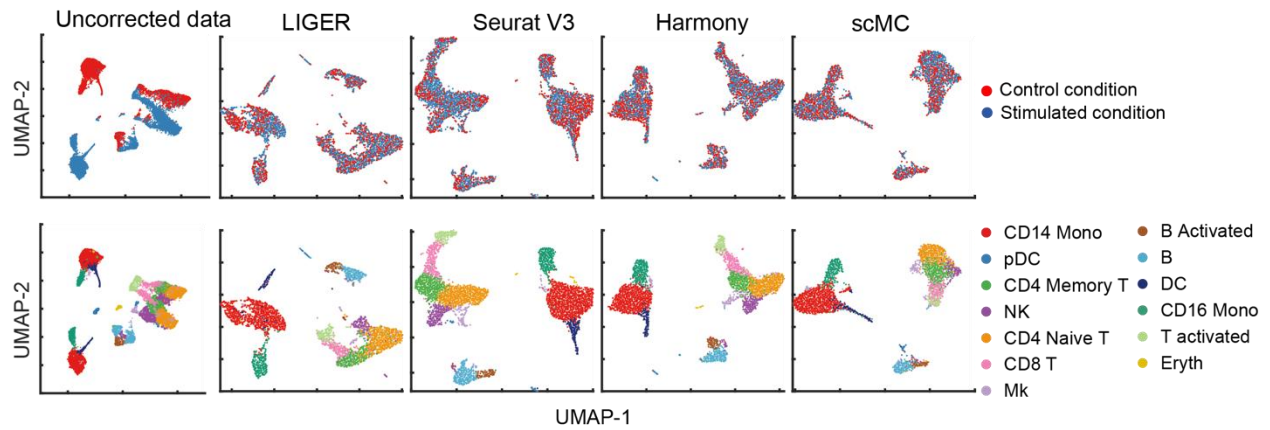 Uncorrected data
LIGER
Seurat V3
Harmony
scMC
UMAP-2
Control condition
Stimulated condition
UMAP-2
CD14 Mono
pDC
CD4 Memory T
NK
CD4 Naive T
CD8 T
Mk
B Activated
B
DC
CD16 Mono
T activated
Eryth
UMAP-1